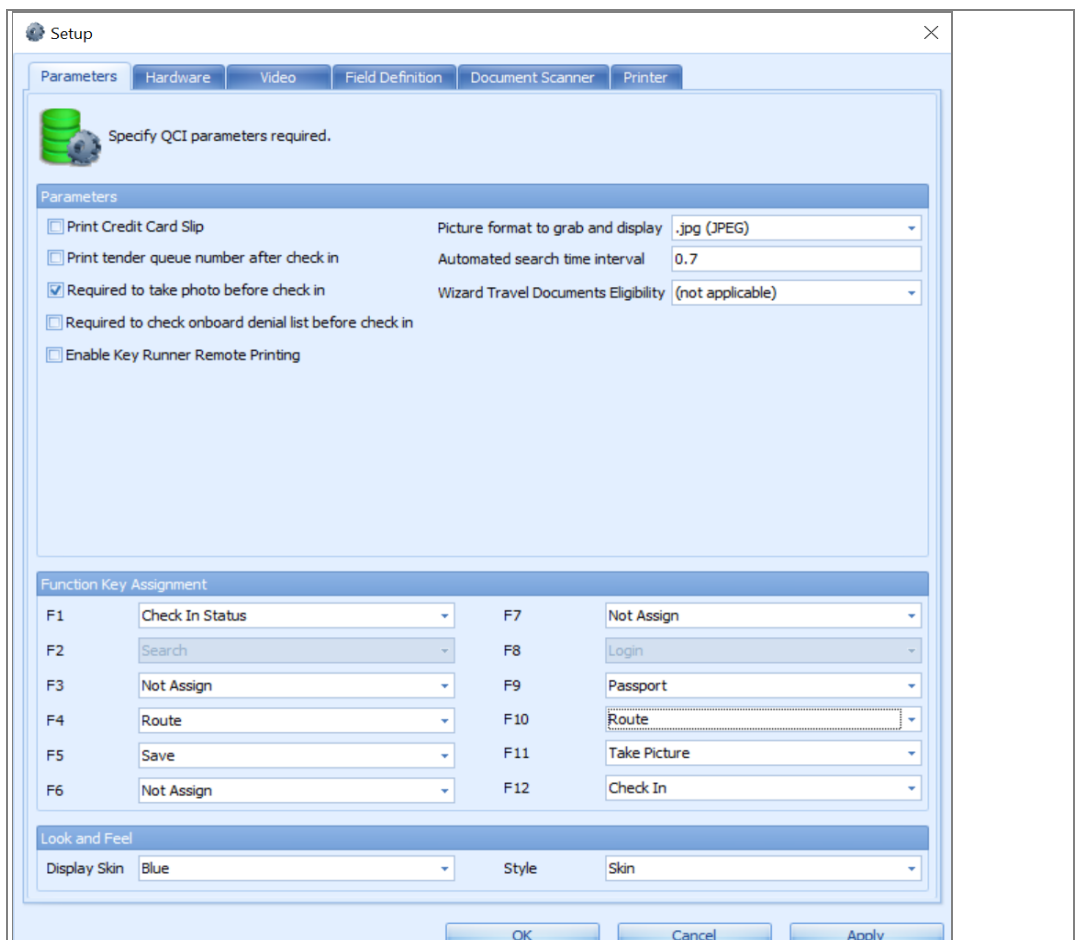 Setup
Parameters Hardware Video Field Definition Document Scanner Printer
Specify QCI parameters required.
Parameters
Print Credit Card Slip Picture format to grab and display .jpg (JPEG)
Print tender queue number after check in Automated search time interval 0.7
Required to take photo before check in Wizard Travel Documents Eligibility (not applicable)
Required to check onboard denial list before check in
Enable Key Runner Remote Printing
Function Key Assignment
F1 Check In Status F7 Not Assign
F2 Search F8 Login
F3 Not Assign F9 Passport
F4 Route F10 Route
F5 Save F11 Take Picture
F6 Not Assign F12 Check In
Look and Feel
Display Skin Blue Style Skin
OK Cancel Apply